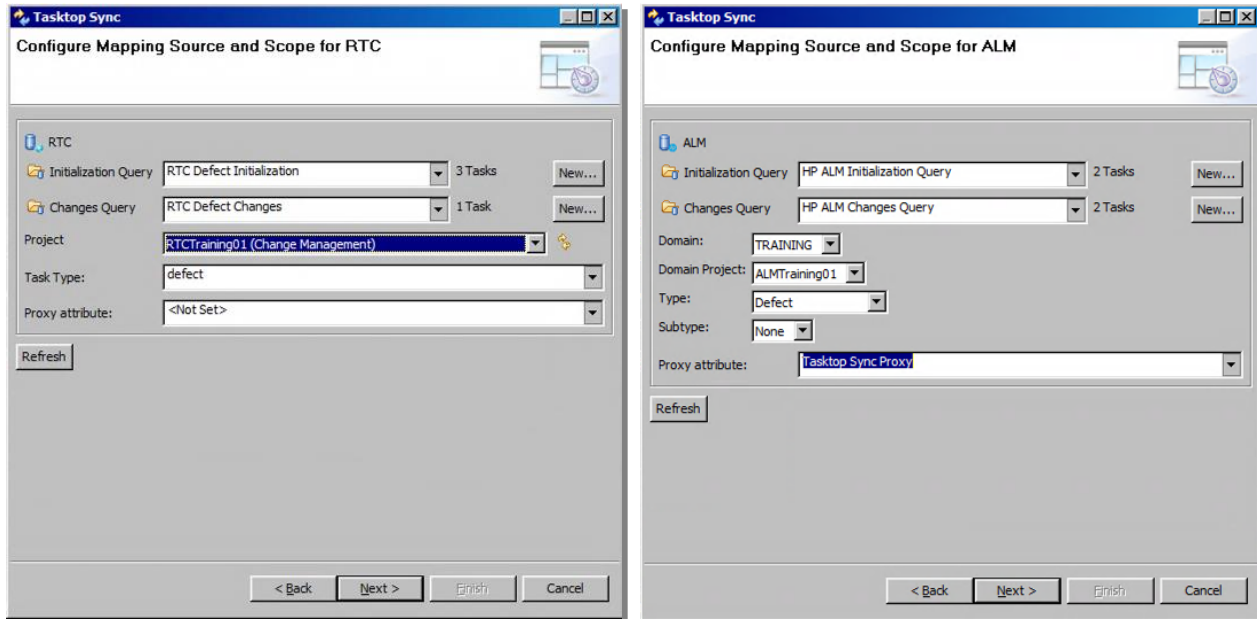 Tasktop Sync
Configure Mapping Source and Scope for RTC
RTC
Initialization Query RTC Defect Initialization 3 Tasks New...
Changes Query RTC Defect Changes 1 Task New...
Project RTCTraining01 (Change Management)
Task Type: defect
Proxy attribute: <Not Set>
Refresh
< Back Next > Finish Cancel
Tasktop Sync
Configure Mapping Source and Scope for ALM
ALM
Initialization Query HP ALM Initialization Query 2 Tasks New...
Changes Query HP ALM Changes Query 2 Tasks New...
Domain: TRAINING
Domain Project: ALMTraining01
Type: Defect
Subtype: None
Proxy attribute: Tasktop Sync Proxy
Refresh
< Back Next > Finish Cancel